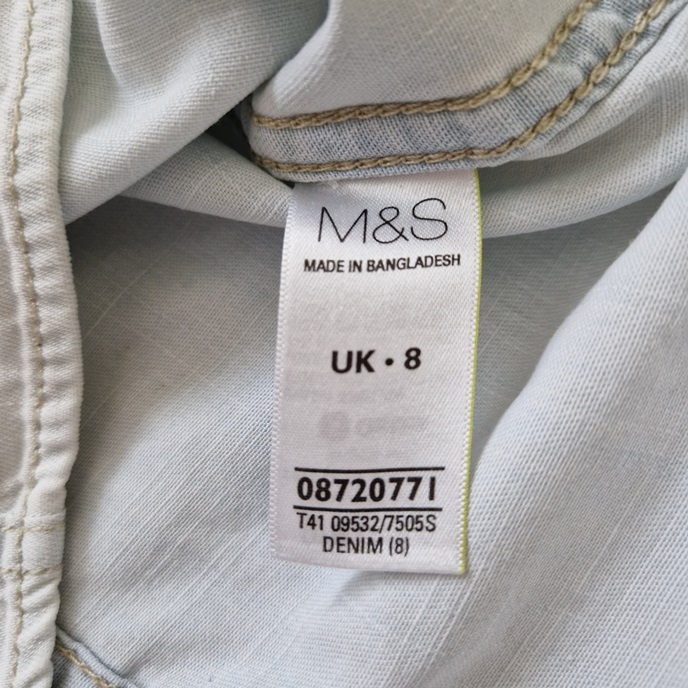 M&S
MADE IN BANGLADESH
UK • 8
08720771
T41 09532/7505S
DENIM (8)